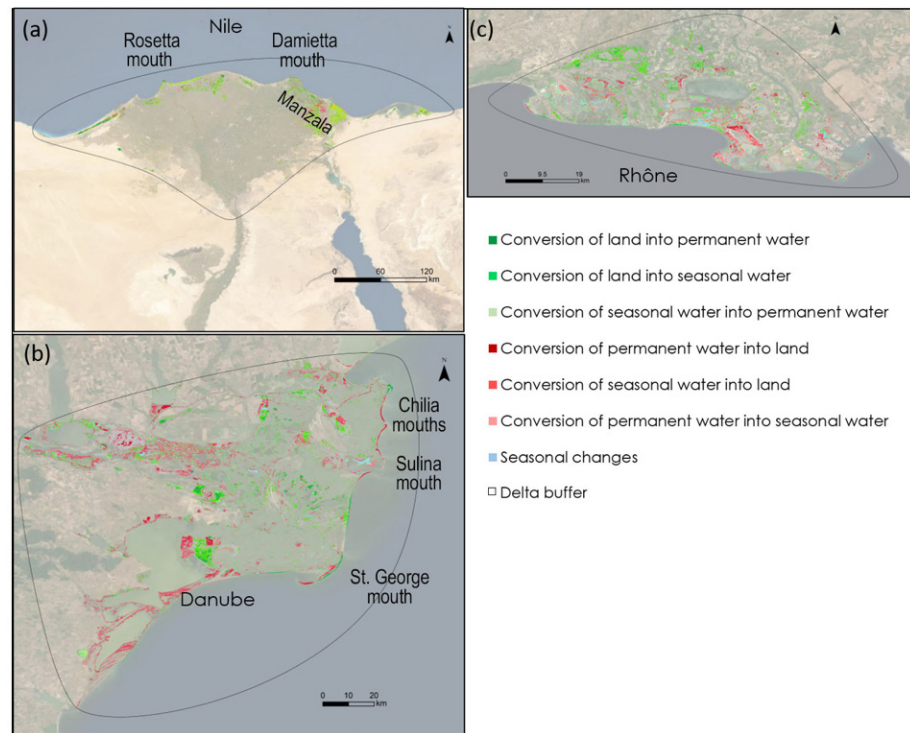 (a)
Nile
Rosetta
mouth
Damietta
mouth
Manzala
N
0 60 120
km
(c)
N
0 9.5 19
km
Rhône
Conversion of land into permanent water
Conversion of land into seasonal water
Conversion of seasonal water into permanent water
Conversion of permanent water into land
Conversion of seasonal water into land
Conversion of permanent water into seasonal water
Seasonal changes
Delta buffer
(b)
N
Chilia
mouths
Sulina
mouth
St. George
mouth
Danube
0 10 20
km